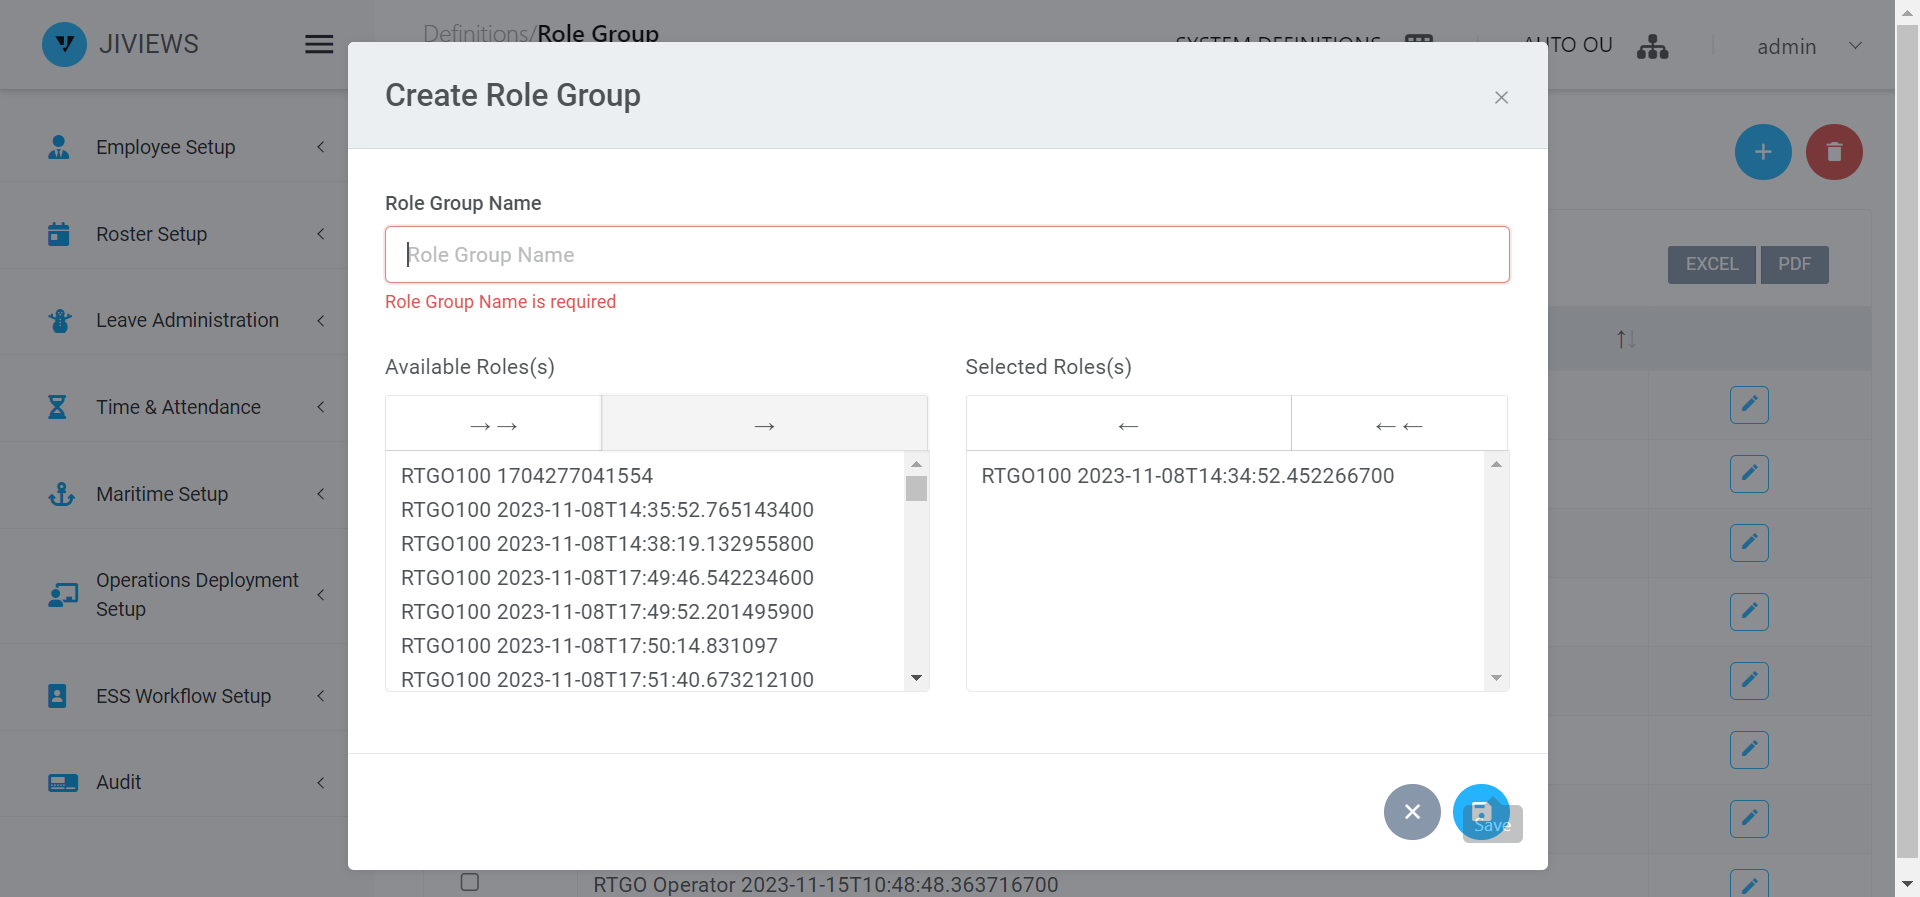 JIVIEWS
Definitions/Role Group
SYSTEM DEFINITIONS
AUTO OU
admin
Create Role Group
Employee Setup
Roster Setup
Leave Administration
Time & Attendance
Maritime Setup
Operations Deployment
Setup
ESS Workflow Setup
Audit
Role Group Name
Role Group Name
Role Group Name is required
EXCEL
PDF
Available Roles(s)
Selected Roles(s)
→→
→
←
←←
RTGO100 1704277041554
RTGO100 2023-11-08T14:35:52.765143400
RTGO100 2023-11-08T14:38:19.132955800
RTGO100 2023-11-08T17:49:46.542234600
RTGO100 2023-11-08T17:49:52.201495900
RTGO100 2023-11-08T17:50:14.831097
RTGO100 2023-11-08T17:51:40.673212100
RTGO100 2023-11-08T14:34:52.452266700
Save
RTGO Operator 2023-11-15T10:48:48.363716700